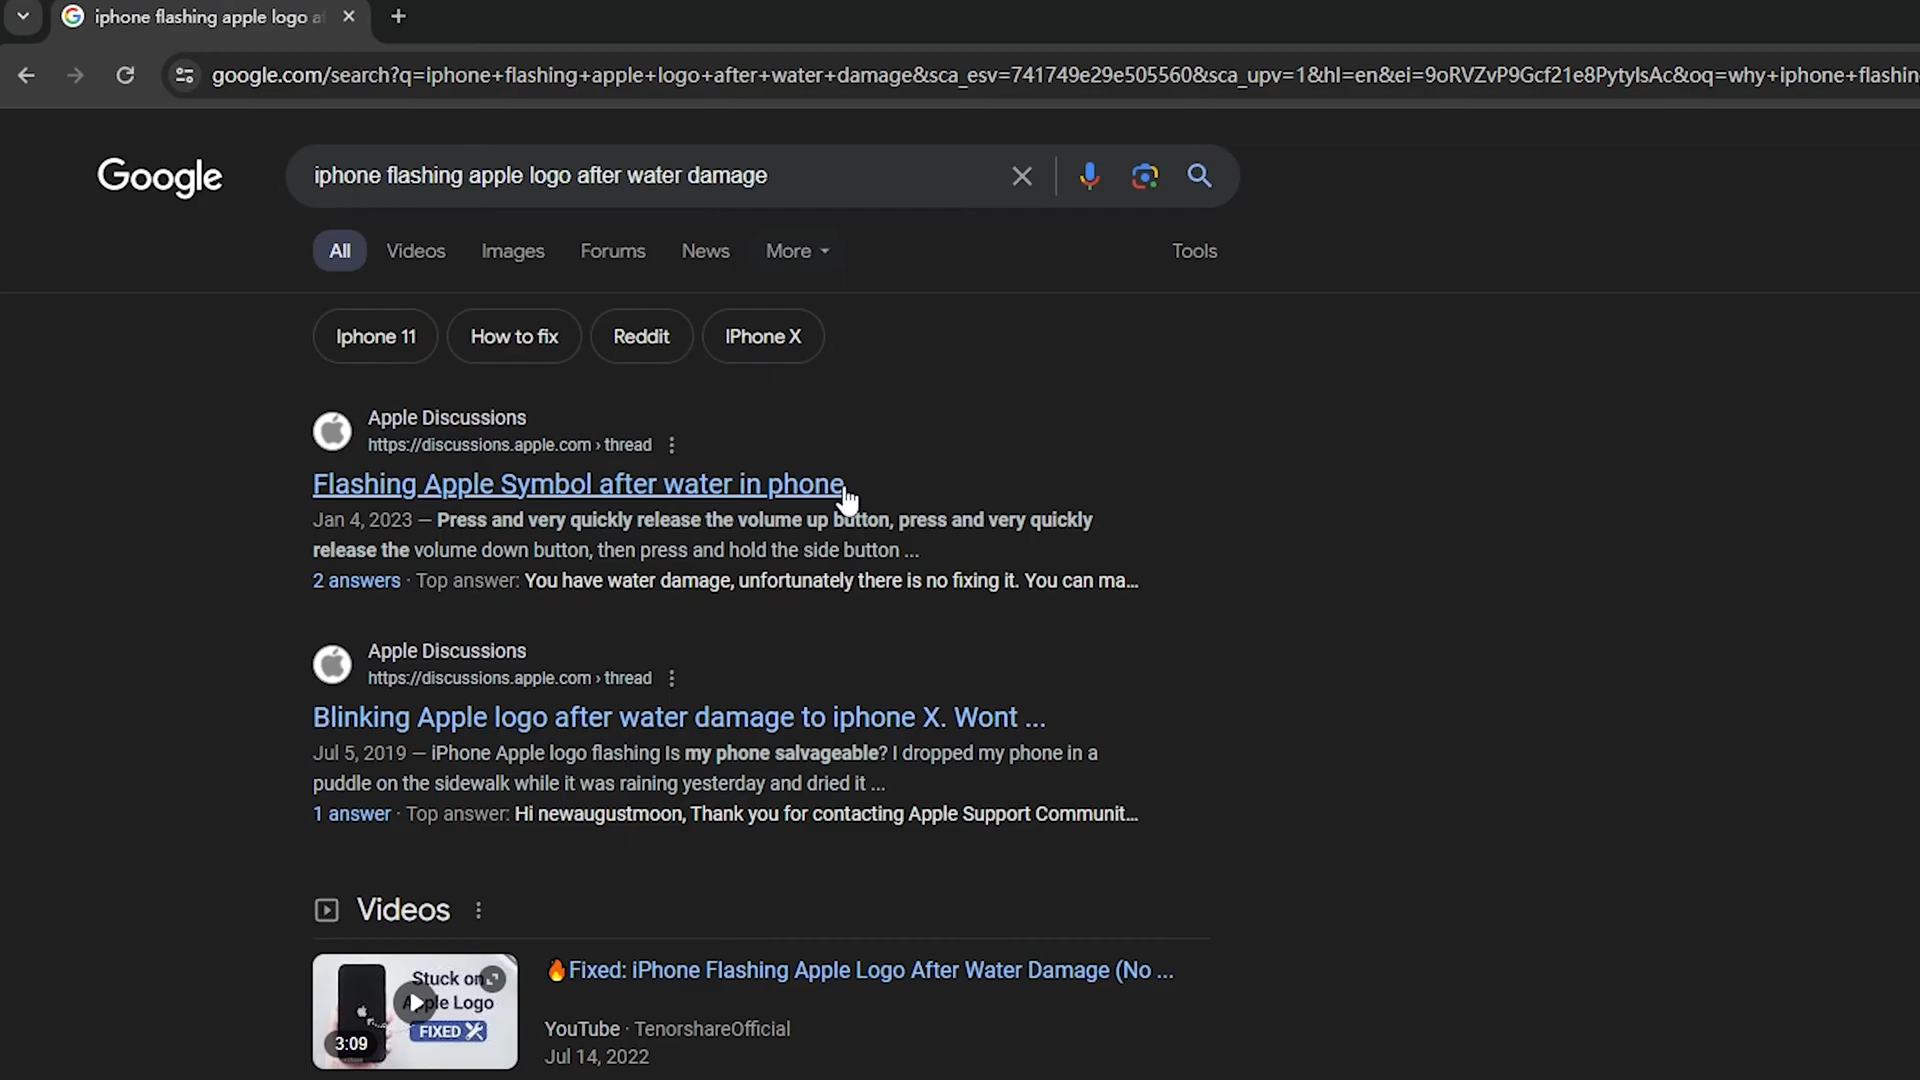 iphone flashing apple logo af
google.com/search?q=iphone+flashing+apple+logo+after+water+damage&sca_esv=741749e29e505560&sca_upv=1&hl=en&ei=9oRVZvP9Gcf21e8PytylsAc&oq=why+iphone+flashin
Google
iphone flashing apple logo after water damage
All Videos Images Forums News More Tools
Iphone 11 How to fix Reddit IPhone X
Apple Discussions
https://discussions.apple.com › thread
Flashing Apple Symbol after water in phone
Jan 4, 2023 — Press and very quickly release the volume up button, press and very quickly
release the volume down button, then press and hold the side button ...
2 answers · Top answer: You have water damage, unfortunately there is no fixing it. You can ma...
Apple Discussions
https://discussions.apple.com › thread
Blinking Apple logo after water damage to iphone X. Wont ...
Jul 5, 2019 — iPhone Apple logo flashing Is my phone salvageable? I dropped my phone in a
puddle on the sidewalk while it was raining yesterday and dried it ...
1 answer · Top answer: Hi newaugustmoon, Thank you for contacting Apple Support Communit...
Videos
Stuck on
Apple Logo
FIXED
3:09
🔥Fixed: iPhone Flashing Apple Logo After Water Damage (No ...
YouTube · TenorshareOfficial
Jul 14, 2022